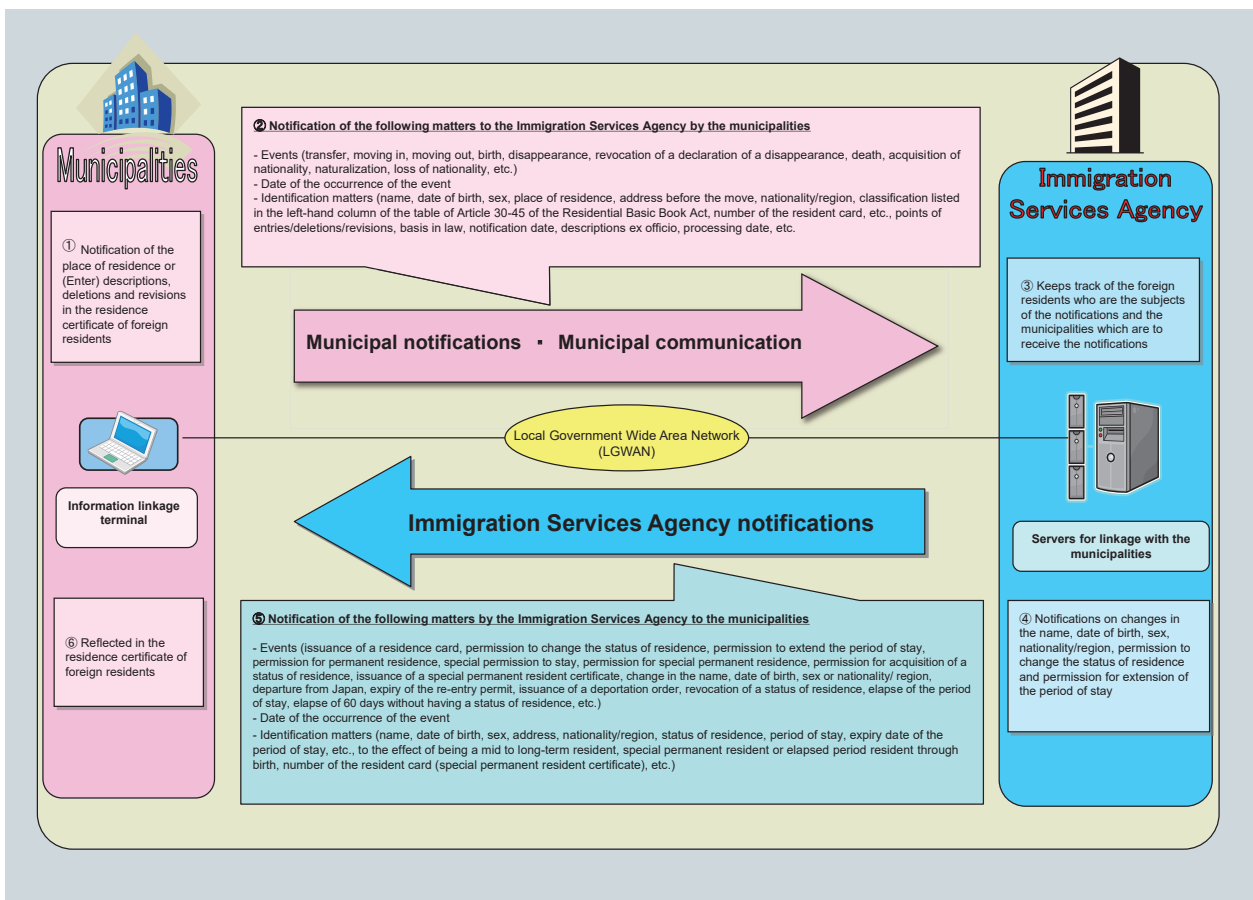 Municipalities
① Notification of the
place of residence or
(Enter) descriptions,
deletions and revisions
in the residence
certificate of foreign
residents
Information linkage
terminal
⑥ Reflected in the
residence certificate of
foreign residents
② Notification of the following matters to the Immigration Services Agency by the municipalities
- Events (transfer, moving in, moving out, birth, disappearance, revocation of a declaration of a disappearance, death, acquisition of
nationality, naturalization, loss of nationality, etc.)
- Date of the occurrence of the event
- Identification matters (name, date of birth, sex, place of residence, address before the move, nationality/region, classification listed
in the left-hand column of the table of Article 30-45 of the Residential Basic Book Act, number of the resident card, etc., points of
entries/deletions/revisions, basis in law, notification date, descriptions ex officio, processing date, etc.
Municipal notifications ・ Municipal communication
Local Government Wide Area Network
(LGWAN)
Immigration Services Agency notifications
⑤ Notification of the following matters by the Immigration Services Agency to the municipalities
- Events (issuance of a residence card, permission to change the status of residence, permission to extend the period of stay,
permission for permanent residence, special permission to stay, permission for special permanent residence, permission for acquisition of a
status of residence, issuance of a special permanent resident certificate, change in the name, date of birth, sex or nationality/ region,
departure from Japan, expiry of the re-entry permit, issuance of a deportation order, revocation of a status of residence, elapse of the period
of stay, elapse of 60 days without having a status of residence, etc.)
- Date of the occurrence of the event
- Identification matters (name, date of birth, sex, address, nationality/region, status of residence, period of stay, expiry date of the
period of stay, etc., to the effect of being a mid to long-term resident, special permanent resident or elapsed period resident through
birth, number of the resident card (special permanent resident certificate), etc.)
Immigration
Services Agency
③ Keeps track of the foreign
residents who are the subjects
of the notifications and the
municipalities which are to
receive the notifications
Servers for linkage with the
municipalities
④ Notifications on changes in
the name, date of birth, sex,
nationality/region, permission to
change the status of residence
and permission for extension of
the period of stay